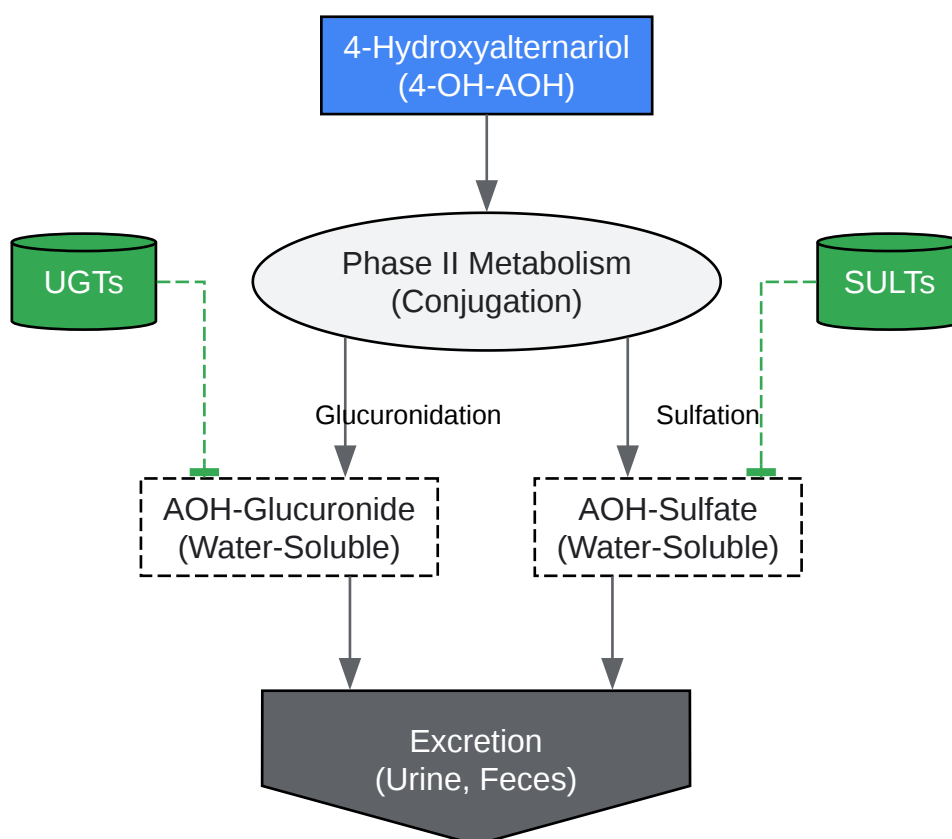 4-Hydroxyalternariol
(4-OH-AOH)
UGTs
Phase II Metabolism
(Conjugation)
SULTs
Glucuronidation
Sulfation
AOH-Glucuronide
(Water-Soluble)
AOH-Sulfate
(Water-Soluble)
Excretion
(Urine, Feces)